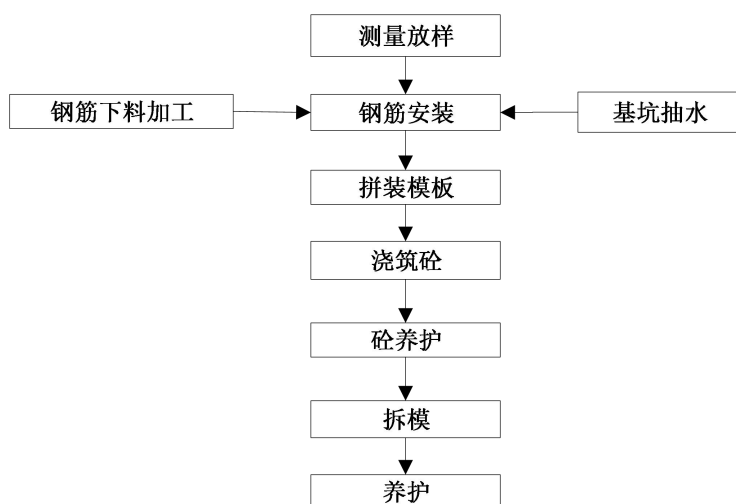 测量放样
钢筋下料加工
钢筋安装
基坑抽水
拼装模板
浇筑砼
砼养护
拆模
养护